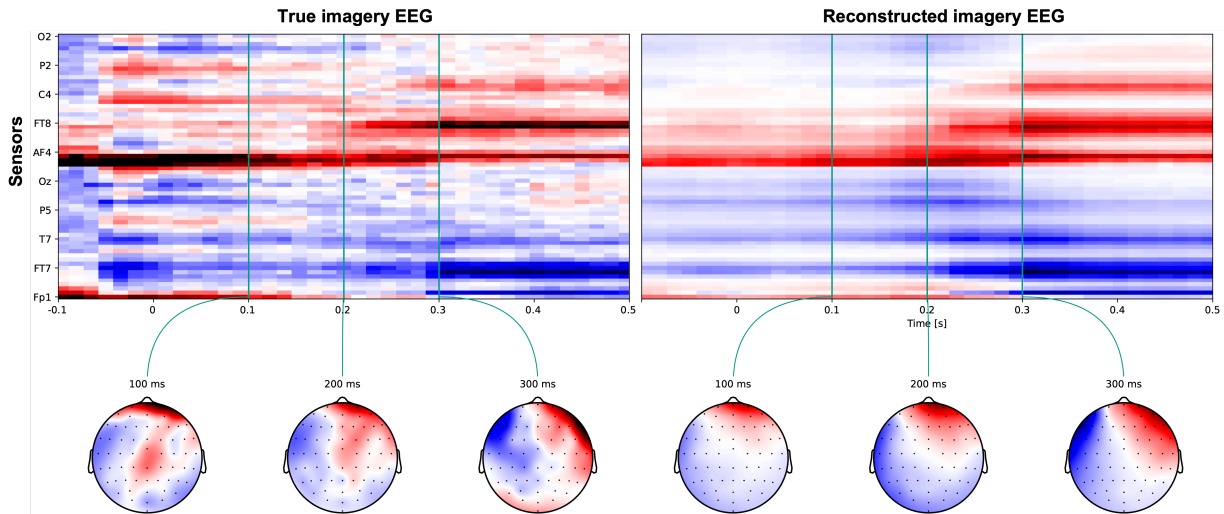 True imagery EEG
Reconstructed imagery EEG
Sensors
O2
P2
C4
FT8
AF4
Oz
P5
T7
FT7
Fp1
-0.1 0 0.1 0.2 0.3 0.4 0.5
0 0.1 0.2 0.3 0.4 0.5
Time [s]
100 ms 200 ms 300 ms
100 ms 200 ms 300 ms